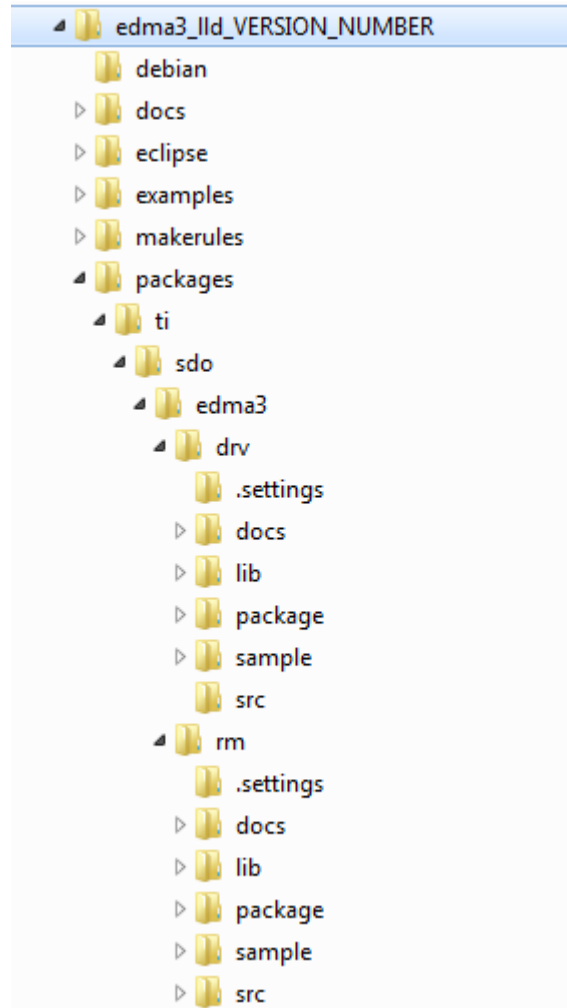 edma3_lld_VERSION_NUMBER
debian
docs
eclipse
examples
makerules
packages
ti
sdo
edma3
drv
.settings
docs
lib
package
sample
src
rm
.settings
docs
lib
package
sample
src